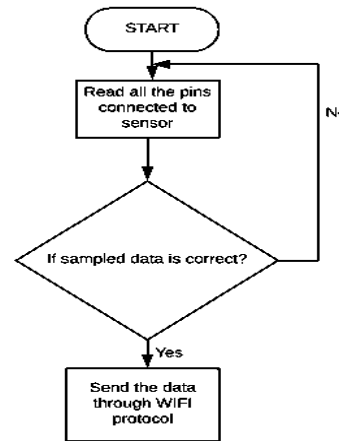 START
Read all the pins
connected to
sensor
If sampled data is correct?
Yes
Send the data
through WIFI
protocol